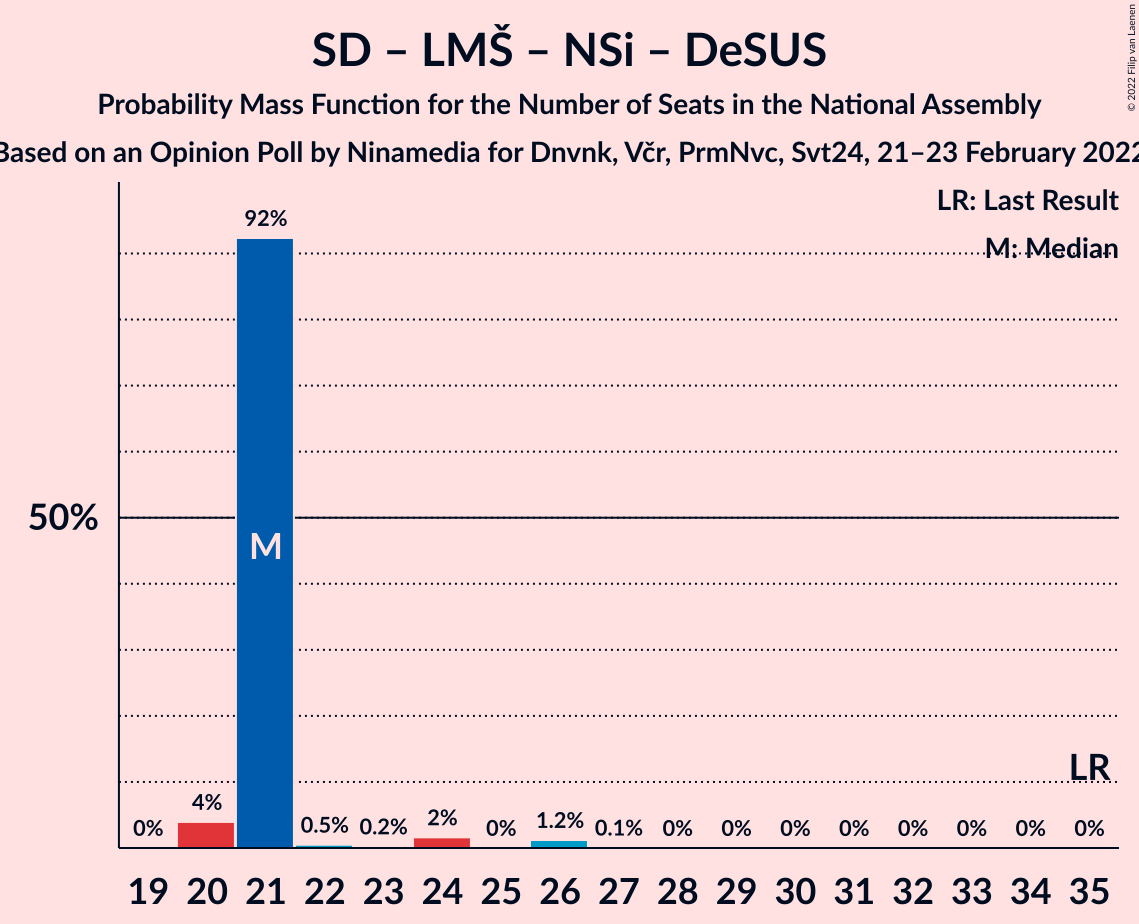 SD – LMŠ – NSi – DeSUS
Probability Mass Function for the Number of Seats in the National Assembly
Based on an Opinion Poll by Ninamedia for Dnvnk, Včr, PrmNvc, Svt24, 21–23 February 2022
© 2022 Filip van Laenen
LR: Last Result
M: Median
92%
50%
M
LR
0% 4% 0.5% 0.2% 2% 0% 1.2% 0.1% 0% 0% 0% 0% 0% 0% 0% 0%
19 20 21 22 23 24 25 26 27 28 29 30 31 32 33 34 35